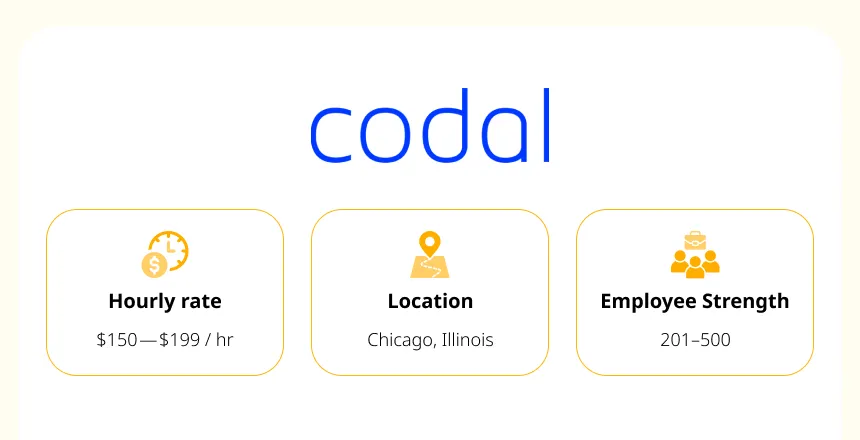 codal
Hourly rate
$150—$199 / hr
Location
Chicago, Illinois
Employee Strength
201–500